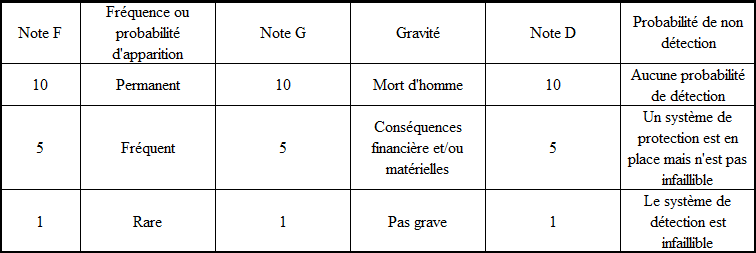 Note F
Fréquence ou
probabilité
d'apparition
Note G
Gravité
Note D
Probabilité de non
détection
10
Permanent
10
Mort d'homme
10
Aucune probabilité
de détection
5
Fréquent
5
Conséquences
financière et/ou
matérielles
5
Un système de
protection est en
place mais n'est pas
infaillible
1
Rare
1
Pas grave
1
Le système de
détection est
infaillible